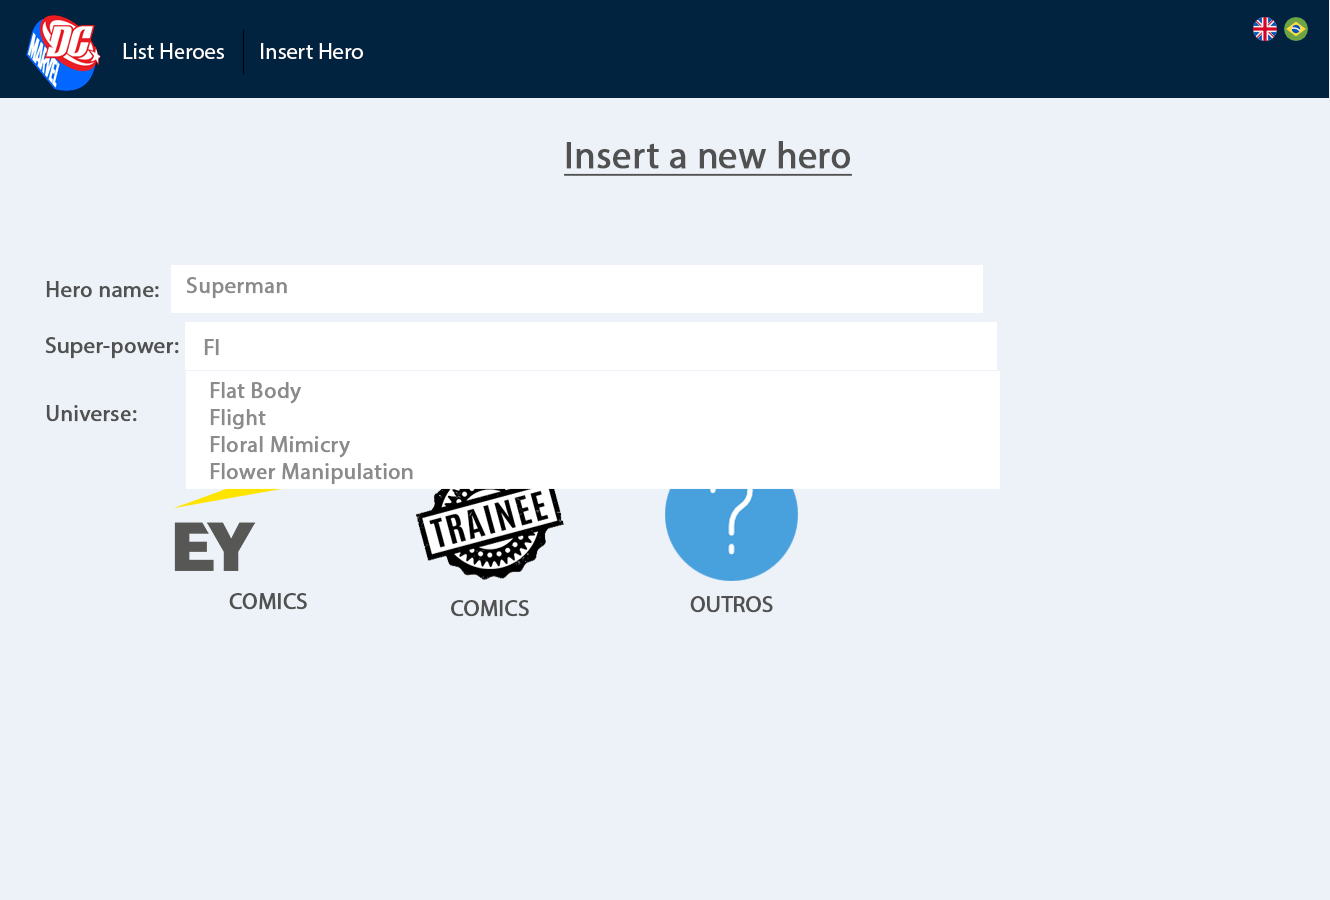 DC
MARVEL
List Heroes
Insert Hero
Insert a new hero
Hero name:
Superman
Super-power:
Fl
Flat Body
Flight
Floral Mimicry
Flower Manipulation
Universe:
EY
COMICS
TRAINEE
COMICS
?
OUTROS